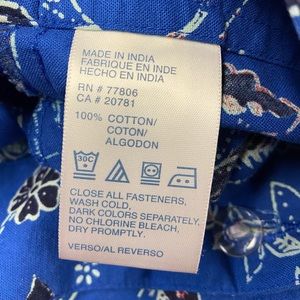 MADE IN INDIA
FABRIQUE EN INDE
HECHO EN INDIA
RN # 77806
CA # 20781
100% COTTON/
COTON/
ALGODON
30C
CLOSE ALL FASTENERS,
WASH COLD,
DARK COLORS SEPARATELY,
NO CHLORINE BLEACH,
DRY PROMPTLY.
VERSO/AL REVERSO